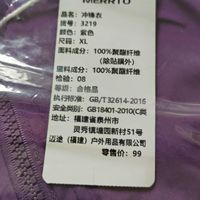 MERRTO
品名：冲锋衣
货号：3219
颜色：紫色
尺码：XL
面料成分：100%聚酯纤维
(除贴膜外)
里料成分：100%聚酯纤维
检验：08
等级：合格品
执行标准：GB/T32614-2016
安全类别：GB18401-2010(C类
地址：福建省泉州市
灵秀镇塘园新村51号
迈途（福建）户外用品有限公司
零售价：99